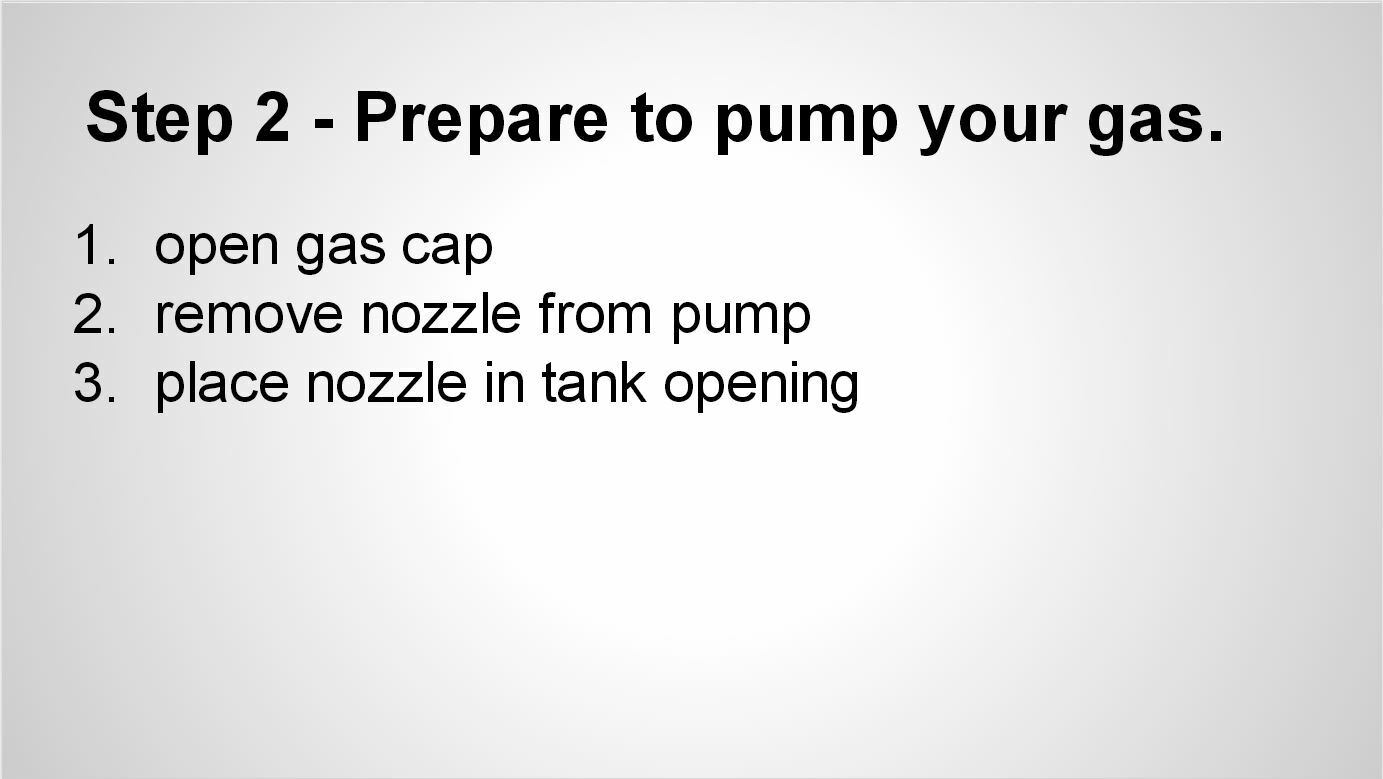 Step 2 - Prepare to pump your gas.
1. open gas cap
2. remove nozzle from pump
3. place nozzle in tank opening